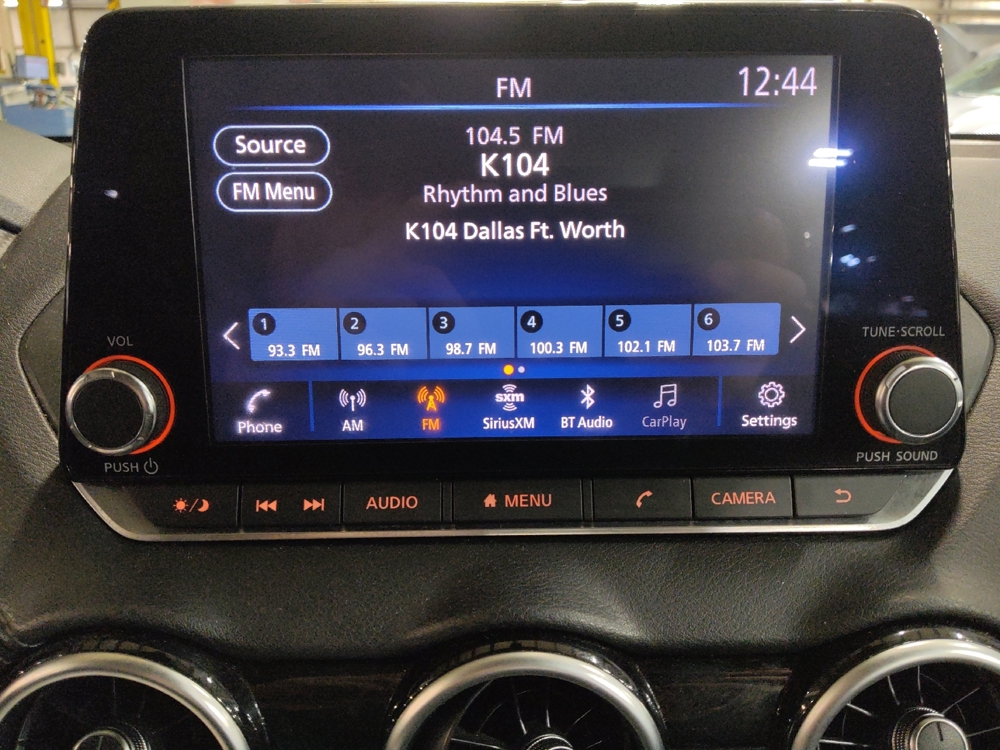 FM
12:44
Source
FM Menu
104.5 FM
K104
Rhythm and Blues
K104 Dallas Ft. Worth
1 93.3 FM
2 96.3 FM
3 98.7 FM
4 100.3 FM
5 102.1 FM
6 103.7 FM
VOL
TUNE·SCROLL
Phone
AM
FM
sxm
SiriusXM
BT Audio
CarPlay
Settings
PUSH
PUSH SOUND
AUDIO
MENU
CAMERA